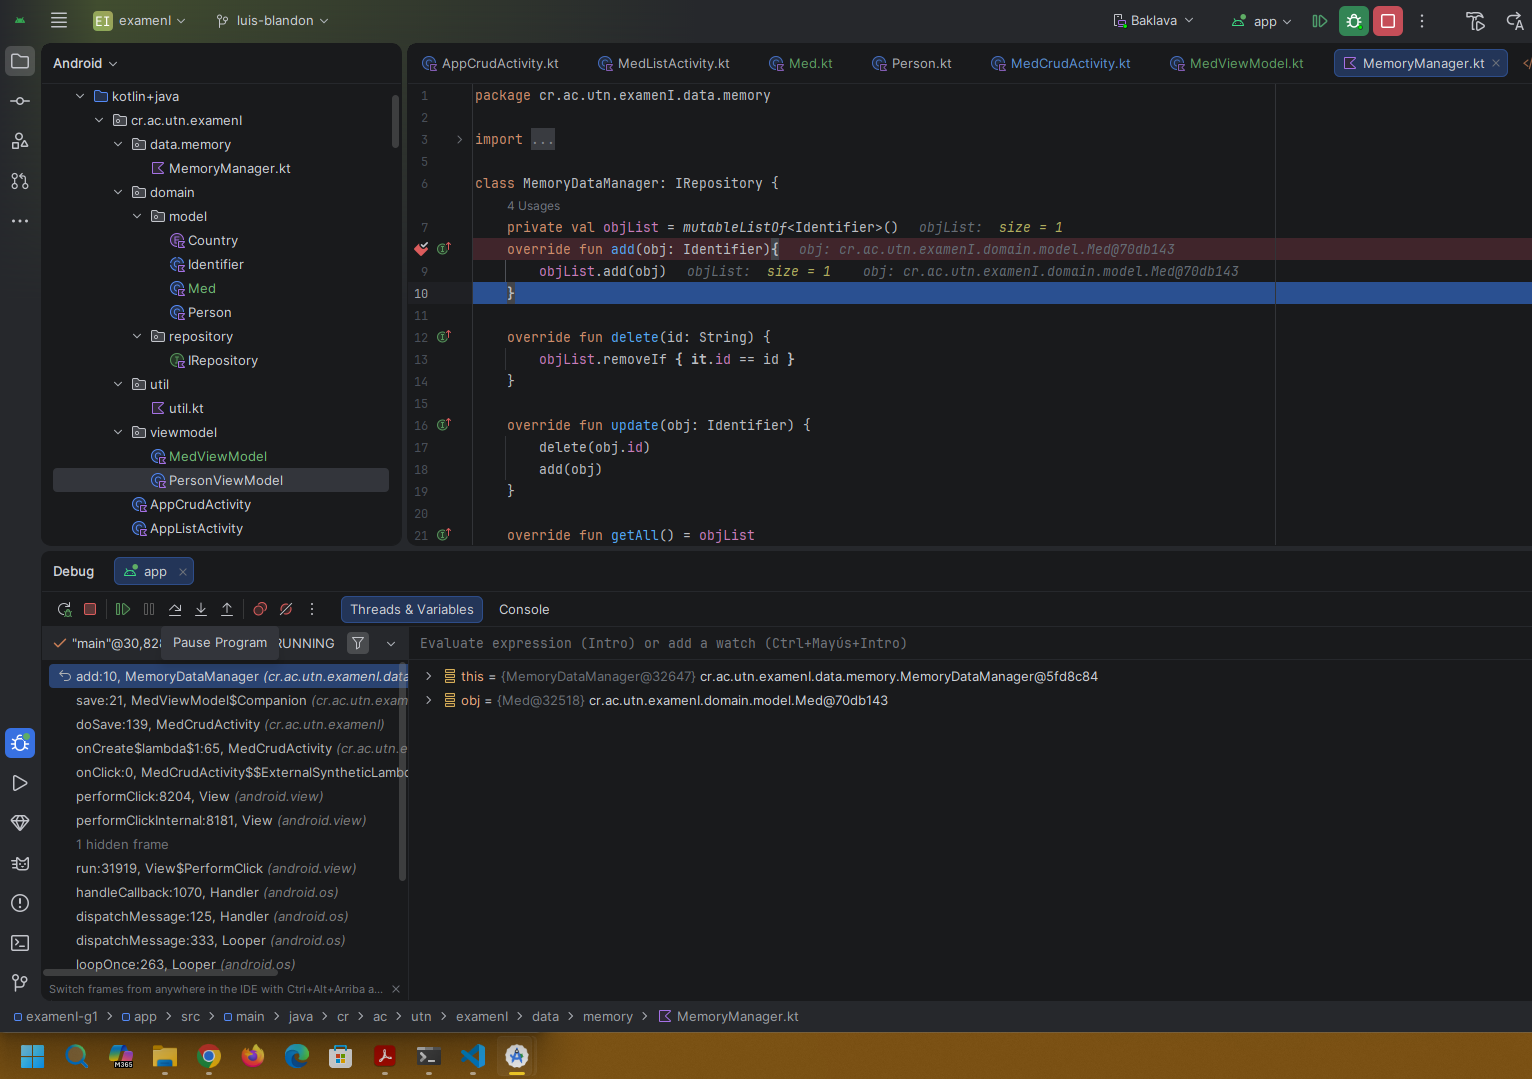 EI examenI luis-blandon Baklava app
Android
kotlin+java
cr.ac.utn.examenI
data.memory
MemoryManager.kt
domain
model
Country
Identifier
Med
Person
repository
IRepository
util
util.kt
viewmodel
MedViewModel
PersonViewModel
AppCrudActivity
AppListActivity
AppCrudActivity.kt MedListActivity.kt Med.kt Person.kt MedCrudActivity.kt MedViewModel.kt MemoryManager.kt
1 package cr.ac.utn.examenI.data.memory
2
3 import ...
5
6 class MemoryDataManager: IRepository {
4 Usages
7 private val objList = mutableListOf<Identifier>() objList: size = 1
override fun add(obj: Identifier){ obj: cr.ac.utn.examenI.domain.model.Med@70db143
9 objList.add(obj) objList: size = 1 obj: cr.ac.utn.examenI.domain.model.Med@70db143
10 }
11
12 override fun delete(id: String) {
13 objList.removeIf { it.id == id }
14 }
15
16 override fun update(obj: Identifier) {
17 delete(obj.id)
18 add(obj)
19 }
20
21 override fun getAll() = objList
Debug app
Threads & Variables Console
"main"@30,828 Pause Program RUNNING
add:10, MemoryDataManager (cr.ac.utn.examenI.data
save:21, MedViewModel$Companion (cr.ac.utn.exam
doSave:139, MedCrudActivity (cr.ac.utn.examenI)
onCreate$lambda$1:65, MedCrudActivity (cr.ac.utn.e
onClick:0, MedCrudActivity$$ExternalSyntheticLambd
performClick:8204, View (android.view)
performClickInternal:8181, View (android.view)
1 hidden frame
run:31919, View$PerformClick (android.view)
handleCallback:1070, Handler (android.os)
dispatchMessage:125, Handler (android.os)
dispatchMessage:333, Looper (android.os)
loopOnce:263, Looper (android.os)
Switch frames from anywhere in the IDE with Ctrl+Alt+Arriba a...
Evaluate expression (Intro) or add a watch (Ctrl+Mayús+Intro)
this = {MemoryDataManager@32647} cr.ac.utn.examenI.data.memory.MemoryDataManager@5fd8c84
obj = {Med@32518} cr.ac.utn.examenI.domain.model.Med@70db143
examenI-g1 app src main java cr ac utn examenI data memory MemoryManager.kt
M365